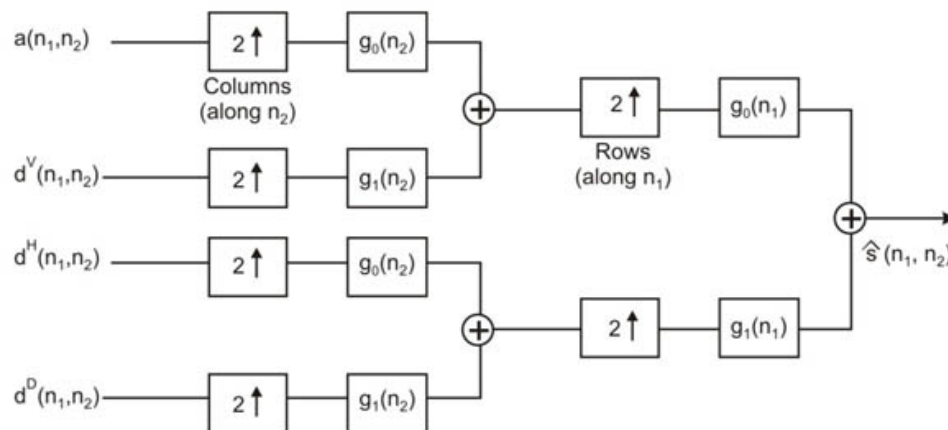 a(n₁,n₂)
2↑
g₀(n₂)
Columns
(along n₂)
+
2↑
g₀(n₁)
Rows
(along n₁)
dⱽ(n₁,n₂)
2↑
g₁(n₂)
+
ŝ (n₁, n₂)
dᴴ(n₁,n₂)
2↑
g₀(n₂)
+
2↑
g₁(n₁)
dᴰ(n₁,n₂)
2↑
g₁(n₂)